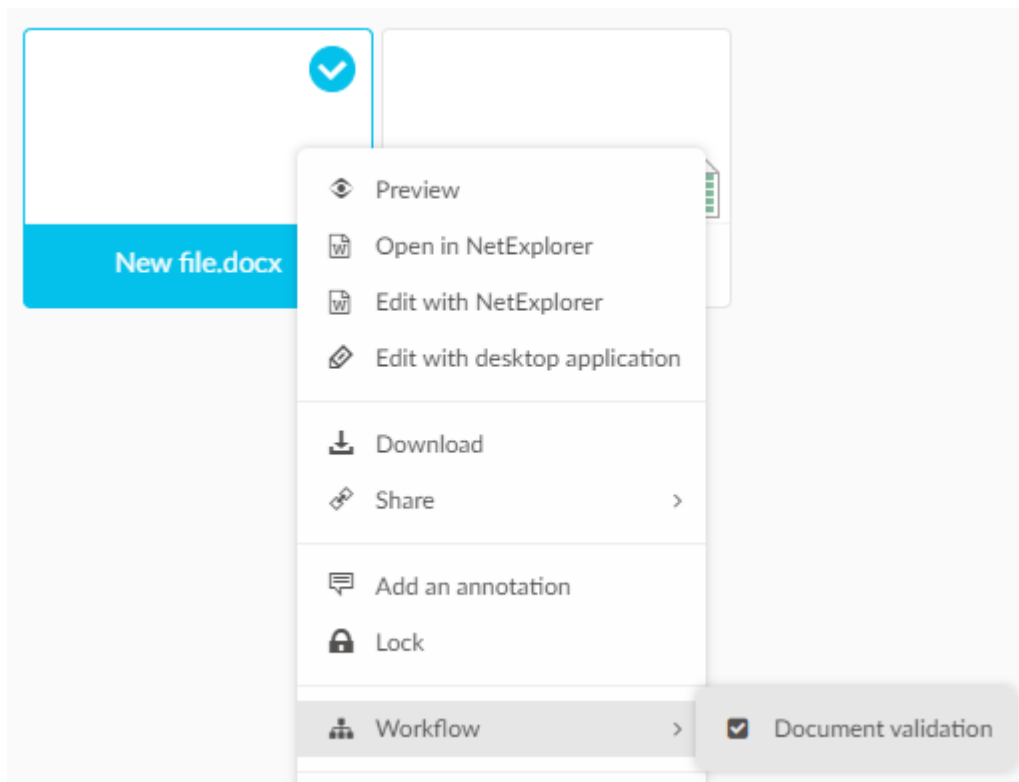 New file.docx
Preview
Open in NetExplorer
Edit with NetExplorer
Edit with desktop application
Download
Share
Add an annotation
Lock
Workflow
Document validation